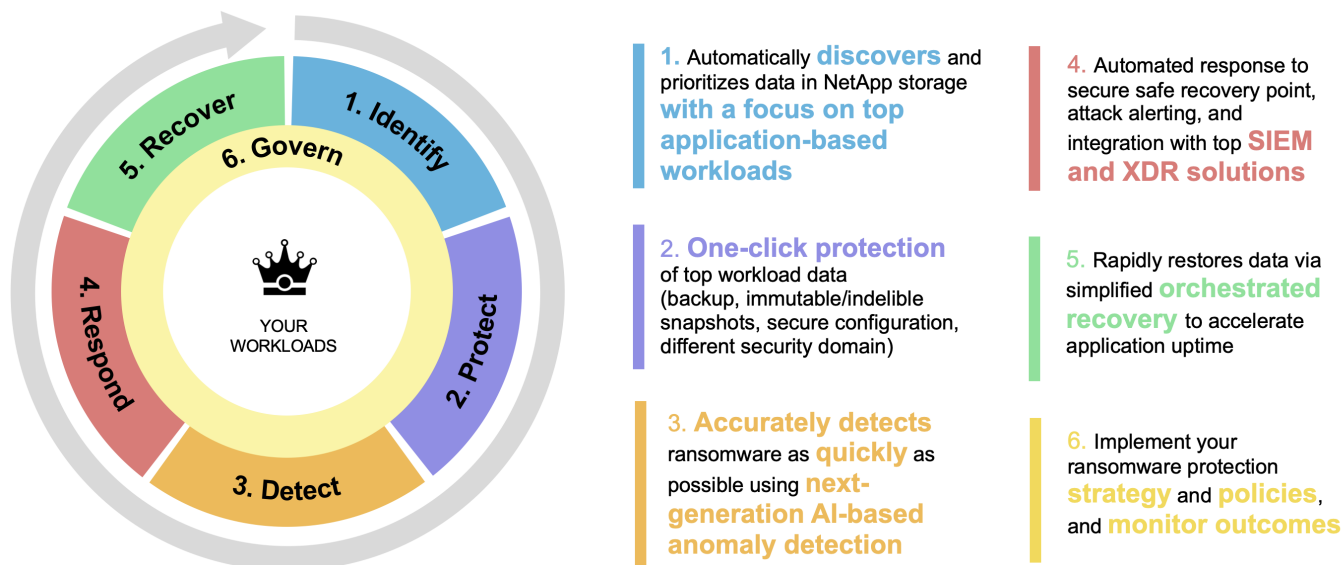 1. Identify
2. Protect
3. Detect
4. Respond
5. Recover
6. Govern
YOUR
WORKLOADS
1. Automatically discovers and
prioritizes data in NetApp storage
with a focus on top
application-based
workloads
2. One-click protection
of top workload data
(backup, immutable/indelible
snapshots, secure configuration,
different security domain)
3. Accurately detects
ransomware as quickly as
possible using next-
generation AI-based
anomaly detection
4. Automated response to
secure safe recovery point,
attack alerting, and
integration with top SIEM
and XDR solutions
5. Rapidly restores data via
simplified orchestrated
recovery to accelerate
application uptime
6. Implement your
ransomware protection
strategy and policies,
and monitor outcomes